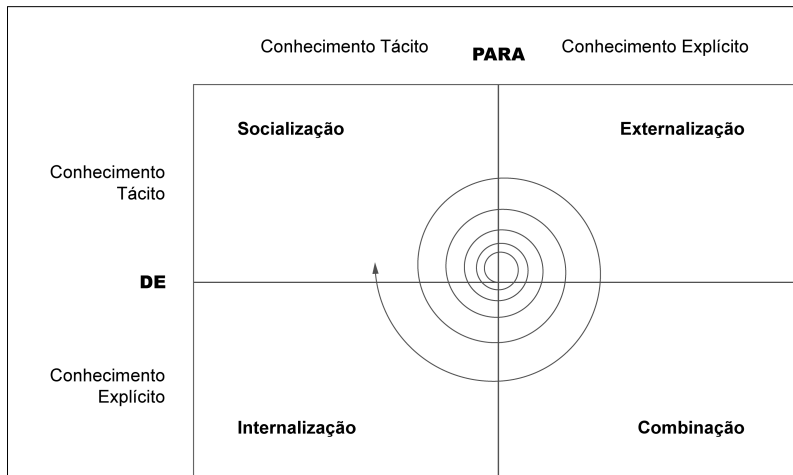 Conhecimento Tácito
PARA
Conhecimento Explícito
Socialização
Externalização
Conhecimento
Tácito
DE
Conhecimento
Explícito
Internalização
Combinação